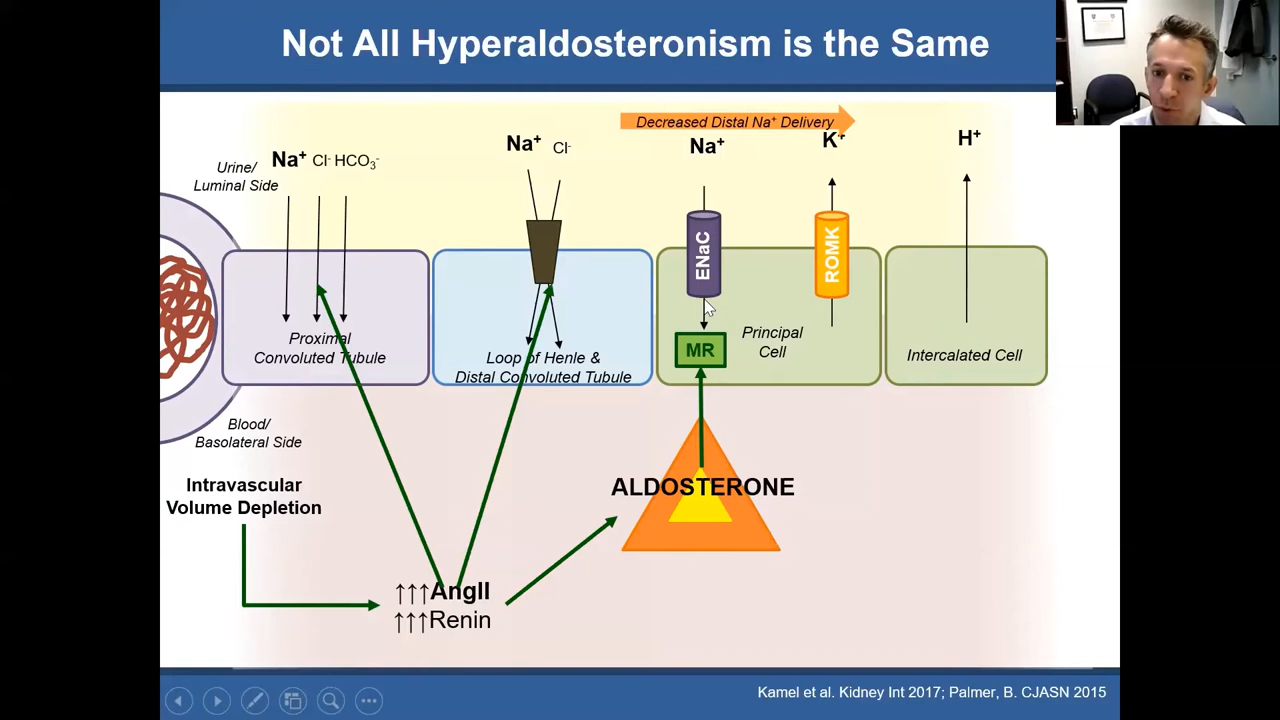 Not All Hyperaldosteronism is the Same
Decreased Distal Na⁺ Delivery
Urine/
Luminal Side
Na⁺ Cl⁻ HCO₃⁻
Na⁺ Cl⁻
Na⁺
K⁺
H⁺
ENaC
ROMK
MR
Proximal
Convoluted Tubule
Loop of Henle &
Distal Convoluted Tubule
Principal
Cell
Intercalated Cell
Blood/
Basolateral Side
Intravascular
Volume Depletion
ALDOSTERONE
↑↑↑AngII
↑↑↑Renin
Kamel et al. Kidney Int 2017; Palmer, B. CJASN 2015